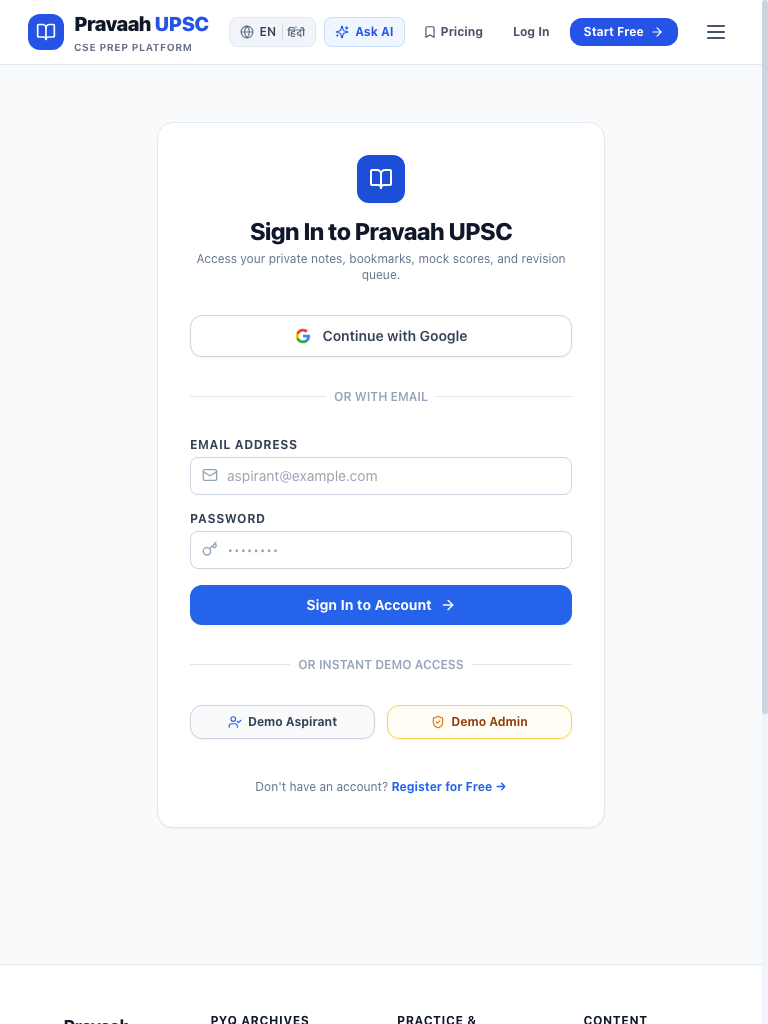 Pravaah UPSC
CSE PREP PLATFORM
EN | हिंदी
Ask AI
Pricing
Log In
Start Free →
Sign In to Pravaah UPSC
Access your private notes, bookmarks, mock scores, and revision
queue.
Continue with Google
OR WITH EMAIL
EMAIL ADDRESS
aspirant@example.com
PASSWORD
••••••••
Sign In to Account →
OR INSTANT DEMO ACCESS
Demo Aspirant
Demo Admin
Don't have an account? Register for Free →
Pravaah
PYQ ARCHIVES
PRACTICE &
CONTENT